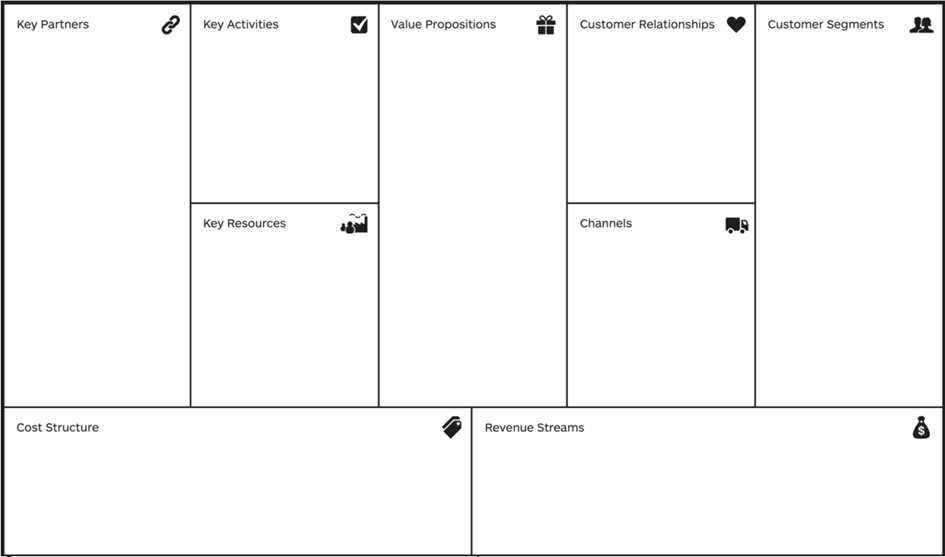 Key Partners
Key Activities
Value Propositions
Customer Relationships
Customer Segments
Key Resources
Channels
Cost Structure
Revenue Streams
$